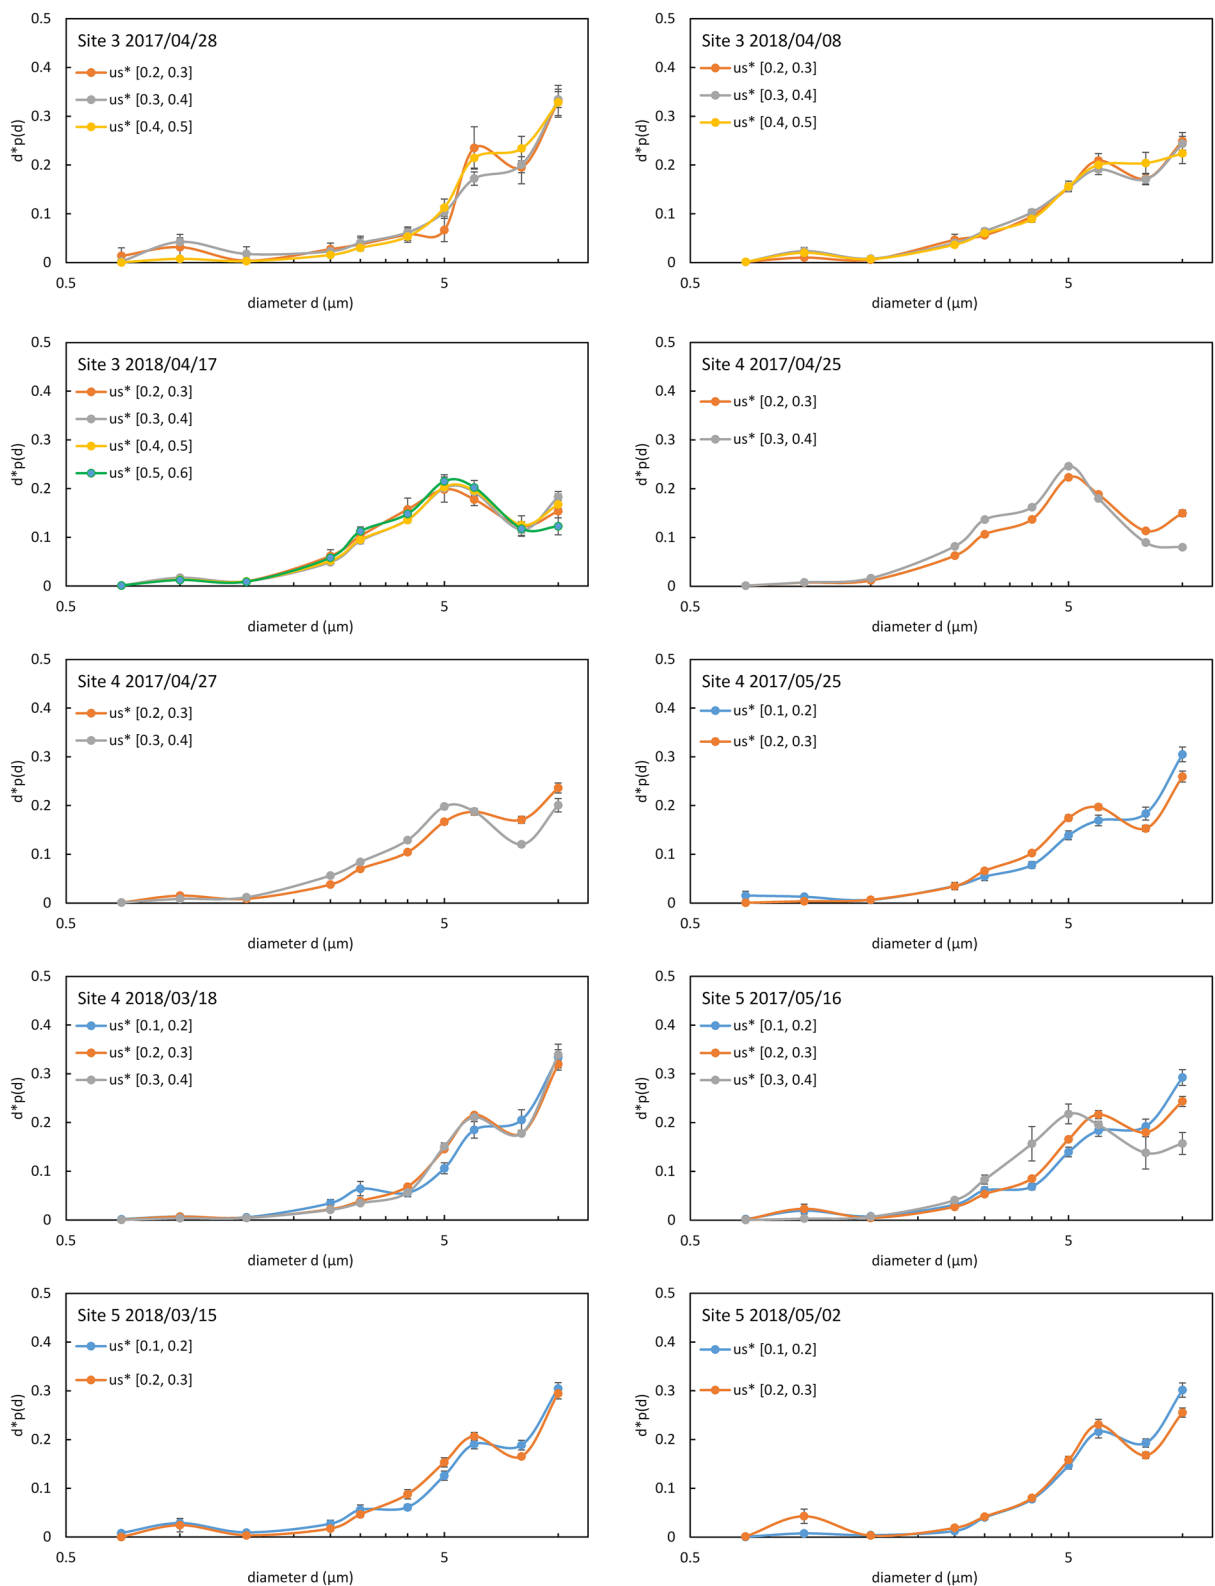 Site 3 2017/04/28
us* [0.2, 0.3]
us* [0.3, 0.4]
us* [0.4, 0.5]
d*p(d)
0.5
0.4
0.3
0.2
0.1
0
0.5
5
diameter d (µm)
Site 3 2018/04/08
us* [0.2, 0.3]
us* [0.3, 0.4]
us* [0.4, 0.5]
d*p(d)
0.5
0.4
0.3
0.2
0.1
0
0.5
5
diameter d (µm)
Site 3 2018/04/17
us* [0.2, 0.3]
us* [0.3, 0.4]
us* [0.4, 0.5]
us* [0.5, 0.6]
d*p(d)
0.5
0.4
0.3
0.2
0.1
0
0.5
5
diameter d (µm)
Site 4 2017/04/25
us* [0.2, 0.3]
us* [0.3, 0.4]
d*p(d)
0.5
0.4
0.3
0.2
0.1
0
0.5
5
diameter d (µm)
Site 4 2017/04/27
us* [0.2, 0.3]
us* [0.3, 0.4]
d*p(d)
0.5
0.4
0.3
0.2
0.1
0
0.5
5
diameter d (µm)
Site 4 2017/05/25
us* [0.1, 0.2]
us* [0.2, 0.3]
d*p(d)
0.5
0.4
0.3
0.2
0.1
0
0.5
5
diameter d (µm)
Site 4 2018/03/18
us* [0.1, 0.2]
us* [0.2, 0.3]
us* [0.3, 0.4]
d*p(d)
0.5
0.4
0.3
0.2
0.1
0
0.5
5
diameter d (µm)
Site 5 2017/05/16
us* [0.1, 0.2]
us* [0.2, 0.3]
us* [0.3, 0.4]
d*p(d)
0.5
0.4
0.3
0.2
0.1
0
0.5
5
diameter d (µm)
Site 5 2018/03/15
us* [0.1, 0.2]
us* [0.2, 0.3]
d*p(d)
0.5
0.4
0.3
0.2
0.1
0
0.5
5
diameter d (µm)
Site 5 2018/05/02
us* [0.1, 0.2]
us* [0.2, 0.3]
d*p(d)
0.5
0.4
0.3
0.2
0.1
0
0.5
5
diameter d (µm)